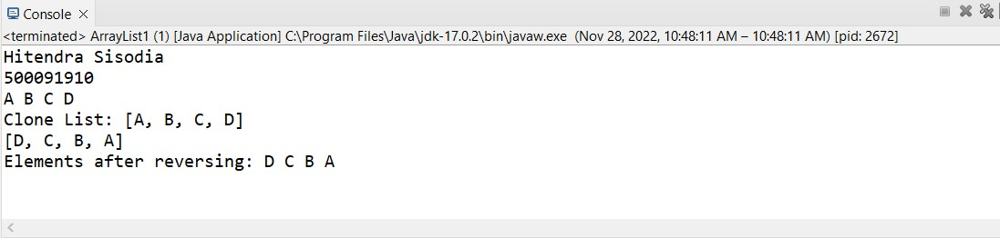 Console
<terminated> ArrayList1 (1) [Java Application] C:\Program Files\Java\jdk-17.0.2\bin\javaw.exe (Nov 28, 2022, 10:48:11 AM – 10:48:11 AM) [pid: 2672]
Hitendra Sisodia
500091910
A B C D
Clone List: [A, B, C, D]
[D, C, B, A]
Elements after reversing: D C B A